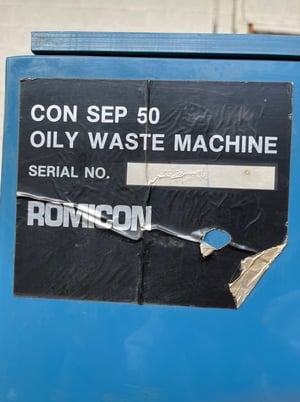 CON SEP 50
OILY WASTE MACHINE
SERIAL NO.
ROMICON